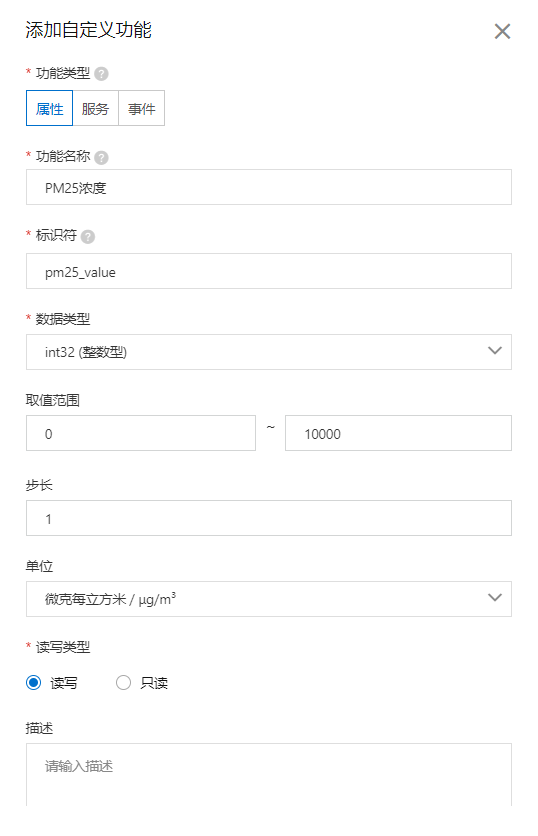 添加自定义功能
* 功能类型 ?
属性 服务 事件
* 功能名称 ?
PM25浓度
* 标识符 ?
pm25_value
* 数据类型
int32 (整数型)
取值范围
0 ~ 10000
步长
1
单位
微克每立方米 / μg/m³
* 读写类型
读写 只读
描述
请输入描述